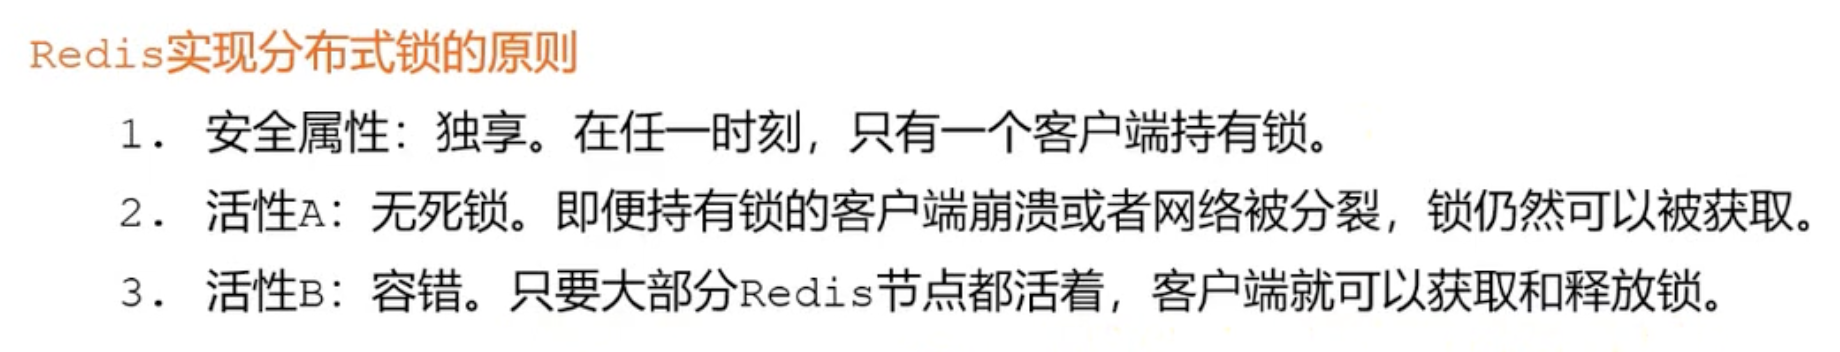 Redis实现分布式锁的原则
1. 安全属性：独享。在任一时刻，只有一个客户端持有锁。
2. 活性A：无死锁。即便持有锁的客户端崩溃或者网络被分裂，锁仍然可以被获取。
3. 活性B：容错。只要大部分Redis节点都活着，客户端就可以获取和释放锁。